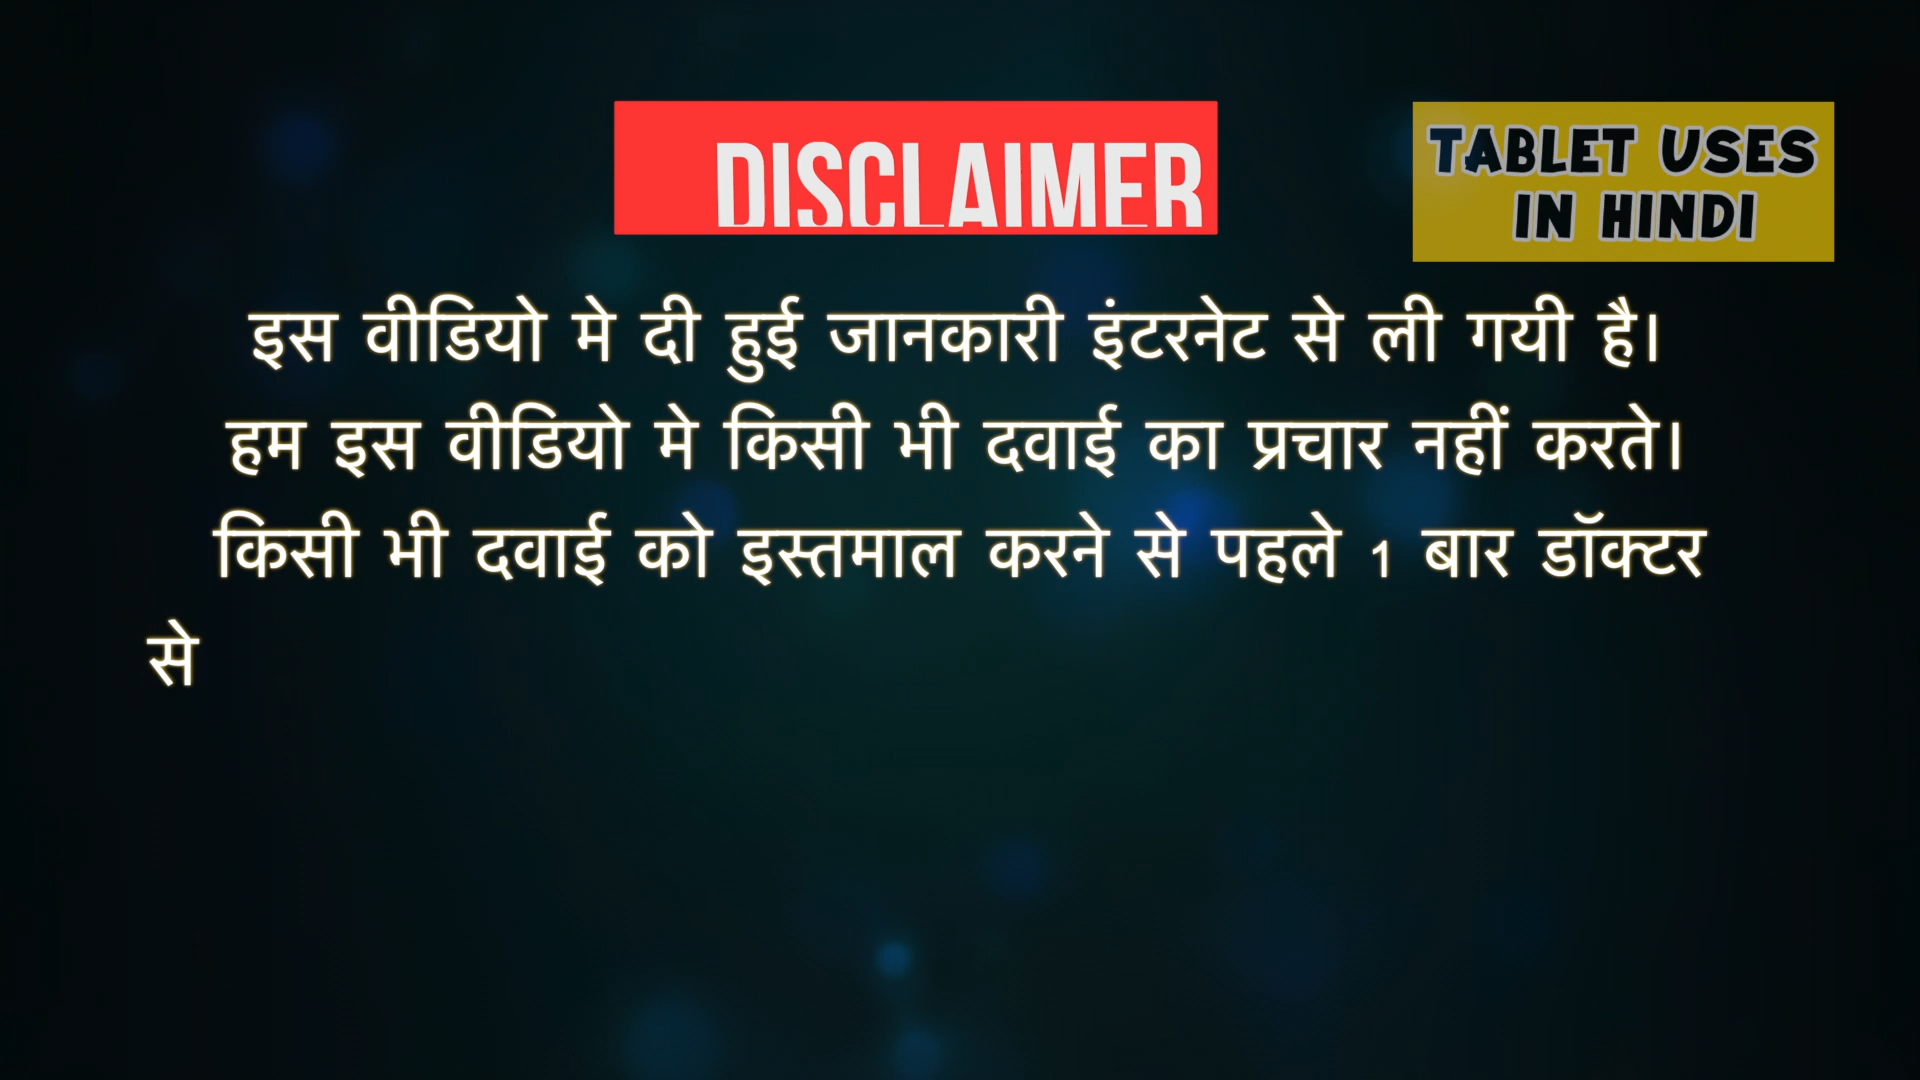 DISCLAIMER
TABLET USES
IN HINDI
इस वीडियो मे दी हुई जानकारी इंटरनेट से ली गयी है।
हम इस वीडियो मे किसी भी दवाई का प्रचार नहीं करते।
किसी भी दवाई को इस्तमाल करने से पहले 1 बार डॉक्टर
से